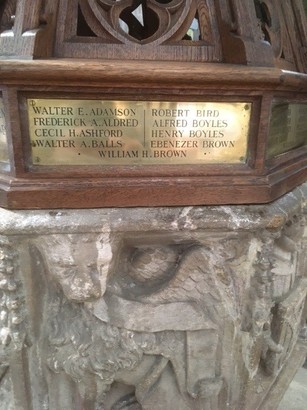 WALTER E. ADAMSON
FREDERICK A. ALDRED
CECIL H. ASHFORD
WALTER A. BALLS
ROBERT BIRD
ALFRED BOYLES
HENRY BOYLES
EBENEZER BROWN
· WILLIAM H. BROWN ·